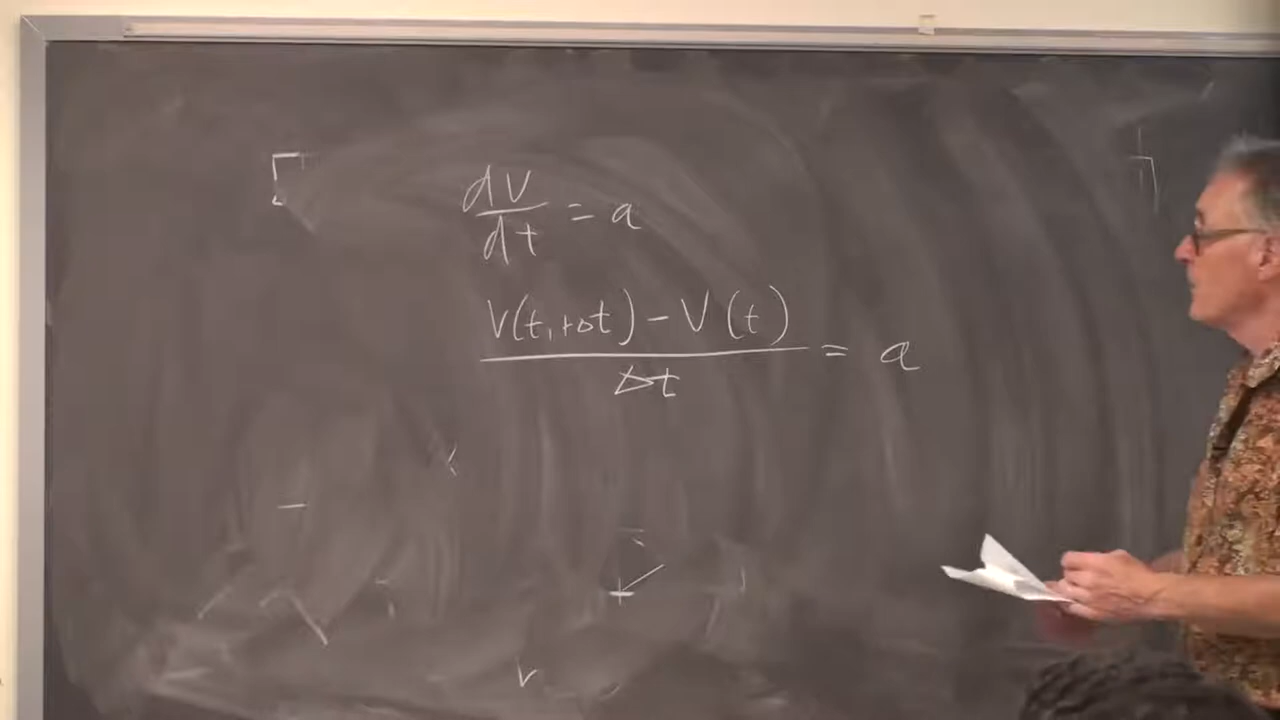 dv/dt = a
V(t,+Δt) - V(t) / Δt = a